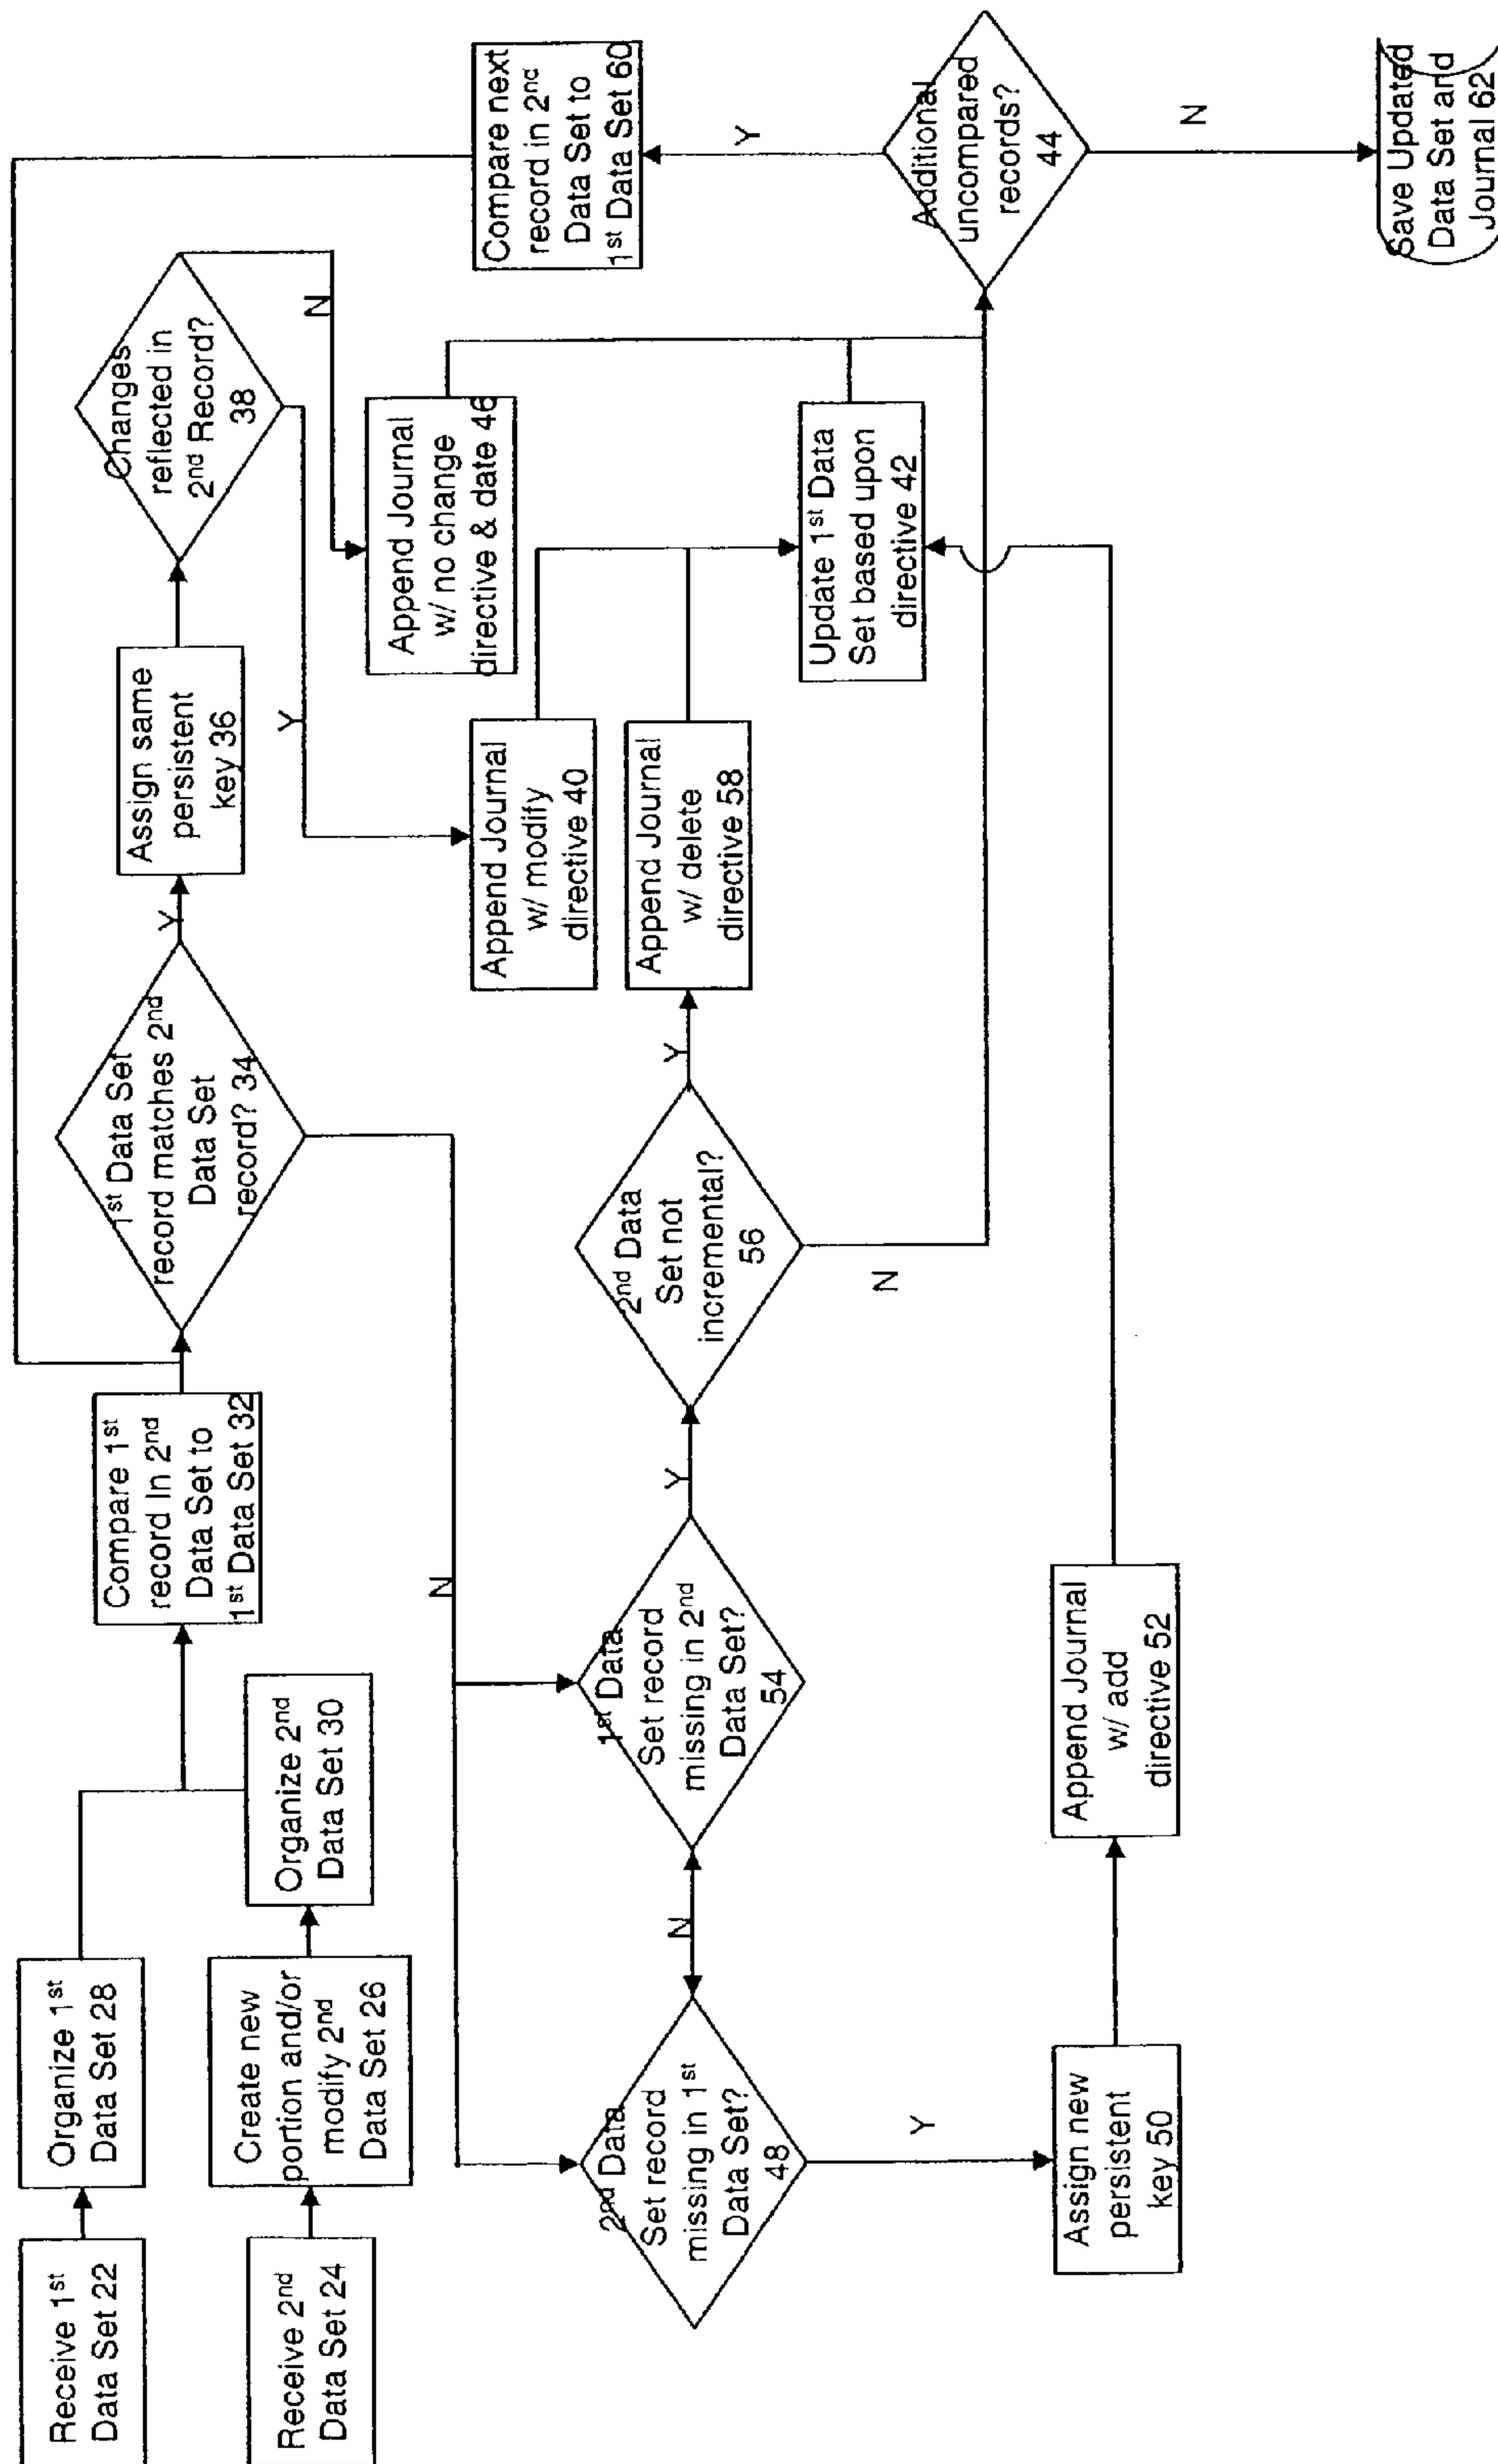 Receive 1st
Data Set 22
Organize 1st
Data Set 28
Receive 2nd
Data Set 24
Create new
portion and/or
modify 2nd
Data Set 26
Organize 2nd
Data Set 30
Compare 1st
record In 2nd
Data Set to
1st Data Set 32
1st Data Set
record matches 2nd
Data Set
record? 34
Y
N
Assign same
persistent
key 36
Changes
reflected in
2nd Record?
38
N
Y
Append Journal
w/ no change
directive & date 46
Append Journal
w/ modify
directive 40
2nd Data
Set record
missing in 1st
Data Set?
48
N
Y
1st Data
Set record
missing in 2nd
Data Set?
54
Y
2nd Data
Set not
incremental?
56
Y
N
Append Journal
w/ delete
directive 58
Update 1st Data
Set based upon
directive 42
Assign new
persistent
key 50
Append Journal
w/ add
directive 52
Additional
uncompared
records?
44
Y
N
Compare next
record in 2nd
Data Set to
1st Data Set 60
Save Updated
Data Set and
Journal 62